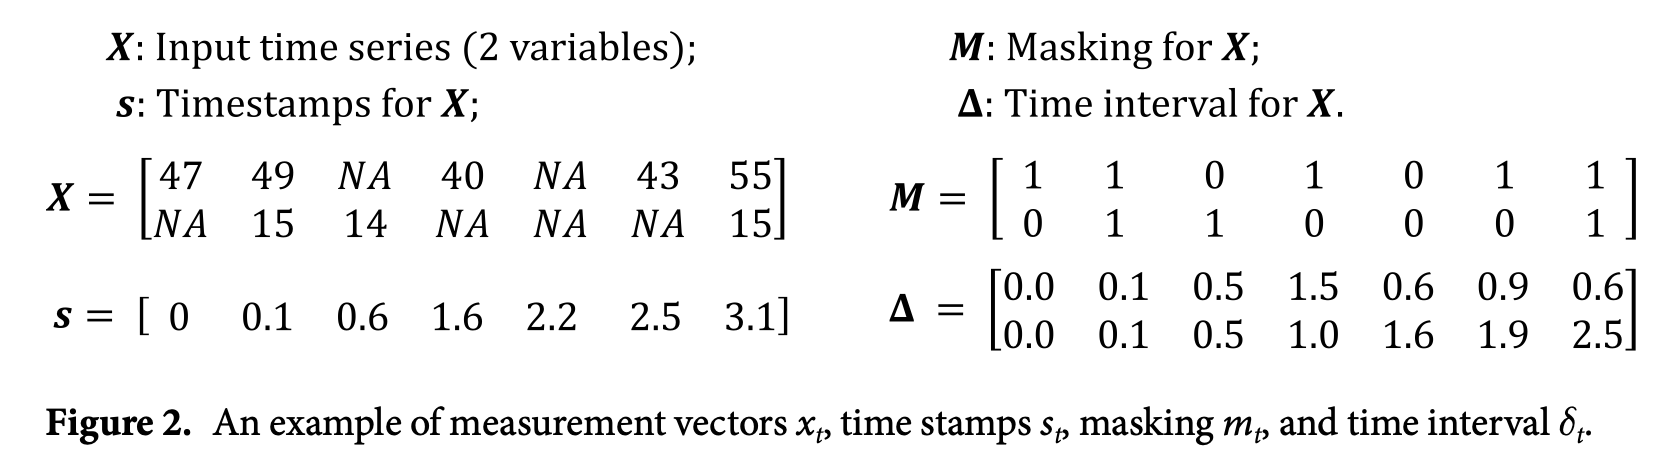 X: Input time series (2 variables);
s: Timestamps for X;
M: Masking for X;
Δ: Time interval for X.
X = [47 49 NA 40 NA 43 55
NA 15 14 NA NA NA 15]
s = [ 0 0.1 0.6 1.6 2.2 2.5 3.1]
M = [ 1 1 0 1 0 1 1
0 1 1 0 0 0 1 ]
Δ = [0.0 0.1 0.5 1.5 0.6 0.9 0.6
0.0 0.1 0.5 1.0 1.6 1.9 2.5]
Figure 2. An example of measurement vectors xₜ, time stamps sₜ, masking mₜ, and time interval δₜ.